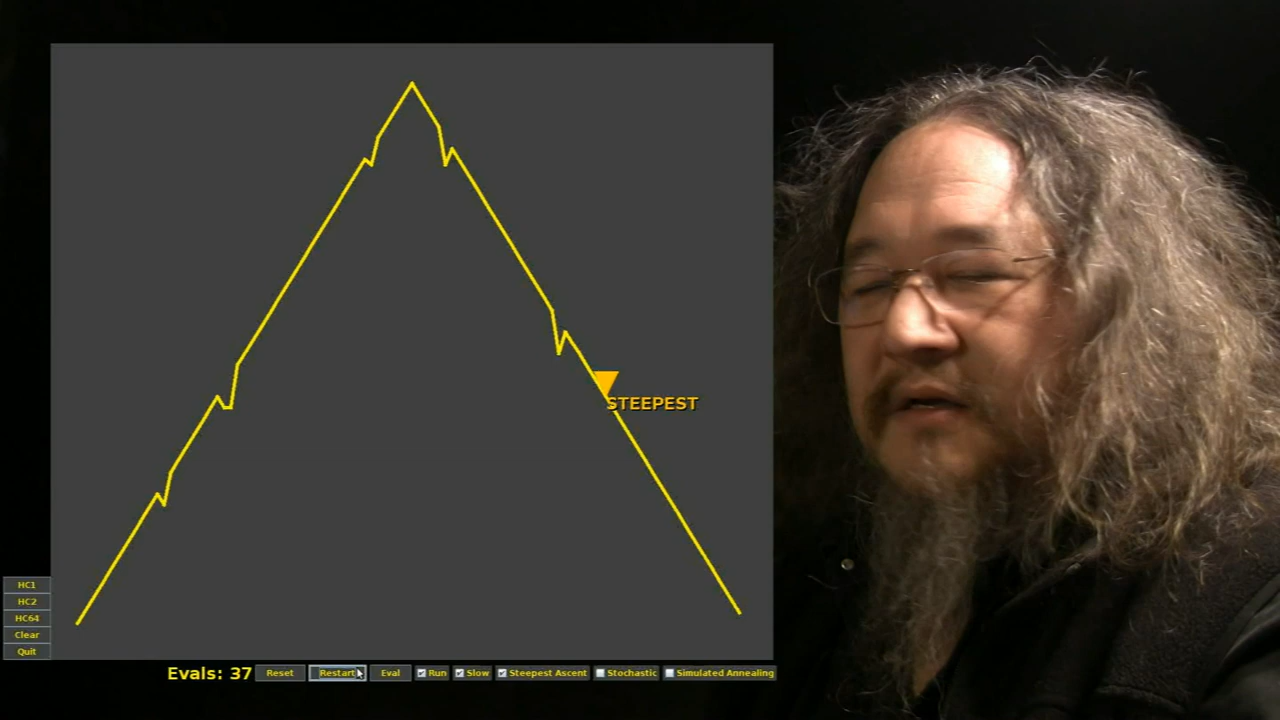 STEEPEST
HC1
HC2
HC64
Clear
Quit
Evals: 37 Reset Restart Eval Run Slow Steepest Ascent Stochastic Simulated Annealing